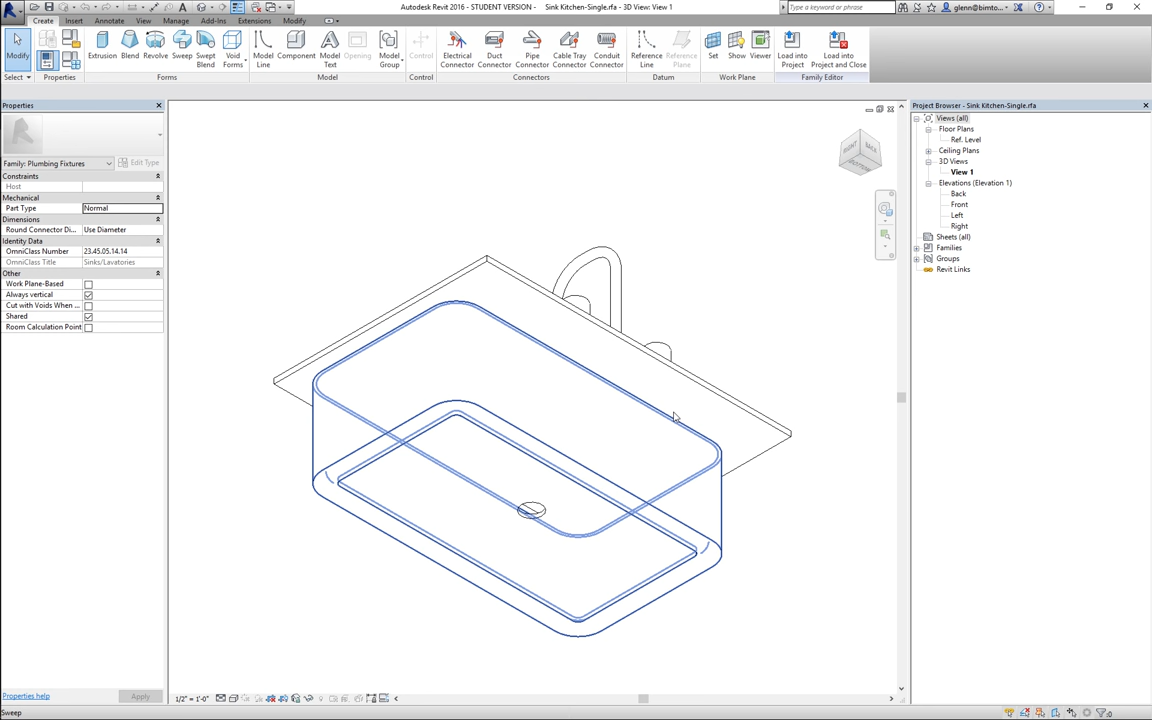 Autodesk Revit 2016 - STUDENT VERSION - Sink Kitchen-Single.rfa - 3D View: View 1
Type a keyword or phrase
glenn@bimto...
Create Insert Annotate View Manage Add-Ins Extensions Modify
Modify
Extrusion Blend Revolve Sweep Swept Blend Void Forms
Model Line Component Model Text Opening Model Group
Control
Electrical Connector Duct Connector Pipe Connector Cable Tray Connector Conduit Connector
Reference Line Reference Plane
Set Show Viewer
Load into Project Load into Project and Close
Select Properties Forms Model Control Connectors Datum Work Plane Family Editor
Properties
Family: Plumbing Fixtures
Edit Type
Constraints
Host
Mechanical
Part Type Normal
Dimensions
Round Connector Di... Use Diameter
Identity Data
OmniClass Number 23.45.05.14.14
OmniClass Title Sinks/Lavatories
Other
Work Plane-Based
Always vertical
Cut with Voids When ...
Shared
Room Calculation Point
Properties help
Apply
RIGHT BACK
BOTTOM
Project Browser - Sink Kitchen-Single.rfa
Views (all)
Floor Plans
Ref. Level
Ceiling Plans
3D Views
View 1
Elevations (Elevation 1)
Back
Front
Left
Right
Sheets (all)
Families
Groups
Revit Links
1/2" = 1'-0"
Sweep
:0